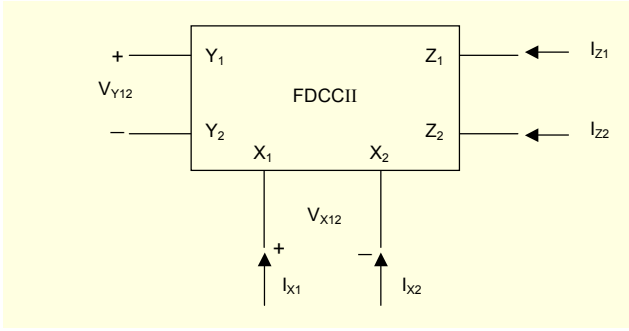 + Y1 Z1 IZ1
VY12 FDCCII
– Y2 Z2 IZ2
X1 X2
VX12
+ –
IX1 IX2